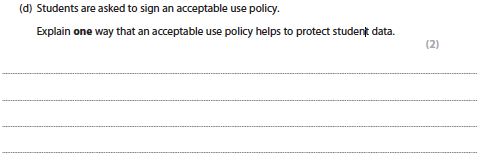 (d) Students are asked to sign an acceptable use policy.
Explain one way that an acceptable use policy helps to protect student data.
(2)